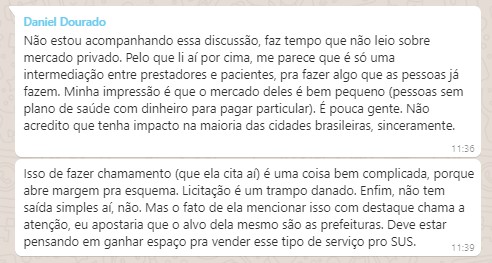 Daniel Dourado
Não estou acompanhando essa discussão, faz tempo que não leio sobre
mercado privado. Pelo que li aí por cima, me parece que é só uma
intermediação entre prestadores e pacientes, pra fazer algo que as pessoas já
fazem. Minha impressão é que o mercado deles é bem pequeno (pessoas sem
plano de saúde com dinheiro para pagar particular). É pouca gente. Não
acredito que tenha impacto na maioria das cidades brasileiras, sinceramente.
11:36
Isso de fazer chamamento (que ela cita aí) é uma coisa bem complicada, porque
abre margem pra esquema. Licitação é um trampo danado. Enfim, não tem
saída simples aí, não. Mas o fato de ela mencionar isso com destaque chama a
atenção, eu apostaria que o alvo dela mesmo são as prefeituras. Deve estar
pensando em ganhar espaço pra vender esse tipo de serviço pro SUS.
11:39